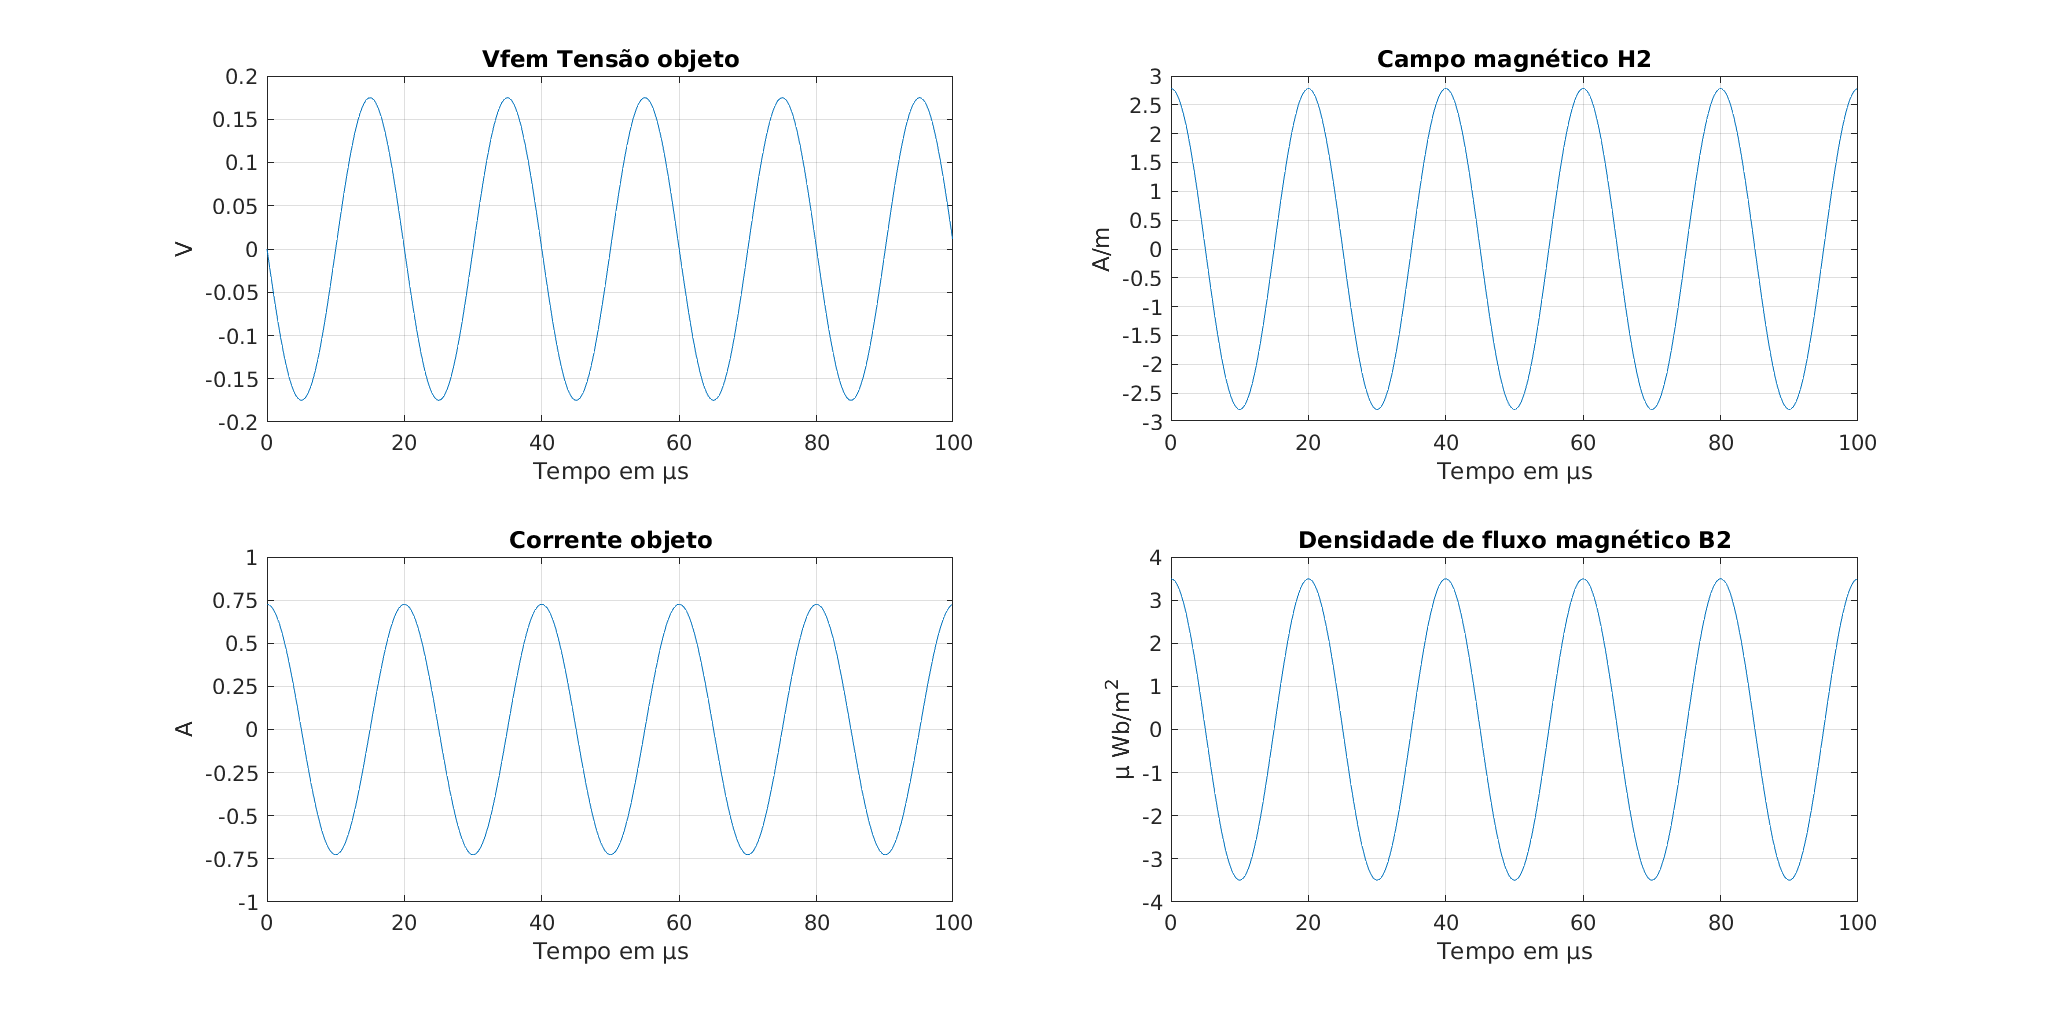 Vfem Tensão objeto
0.2
0.15
0.1
0.05
0
-0.05
-0.1
-0.15
-0.2
V
0 20 40 60 80 100
Tempo em µs
Campo magnético H2
3
2.5
2
1.5
1
0.5
0
-0.5
-1
-1.5
-2
-2.5
-3
A/m
0 20 40 60 80 100
Tempo em µs
Corrente objeto
1
0.75
0.5
0.25
0
-0.25
-0.5
-0.75
-1
A
0 20 40 60 80 100
Tempo em µs
Densidade de fluxo magnético B2
4
3
2
1
0
-1
-2
-3
-4
µ Wb/m²
0 20 40 60 80 100
Tempo em µs